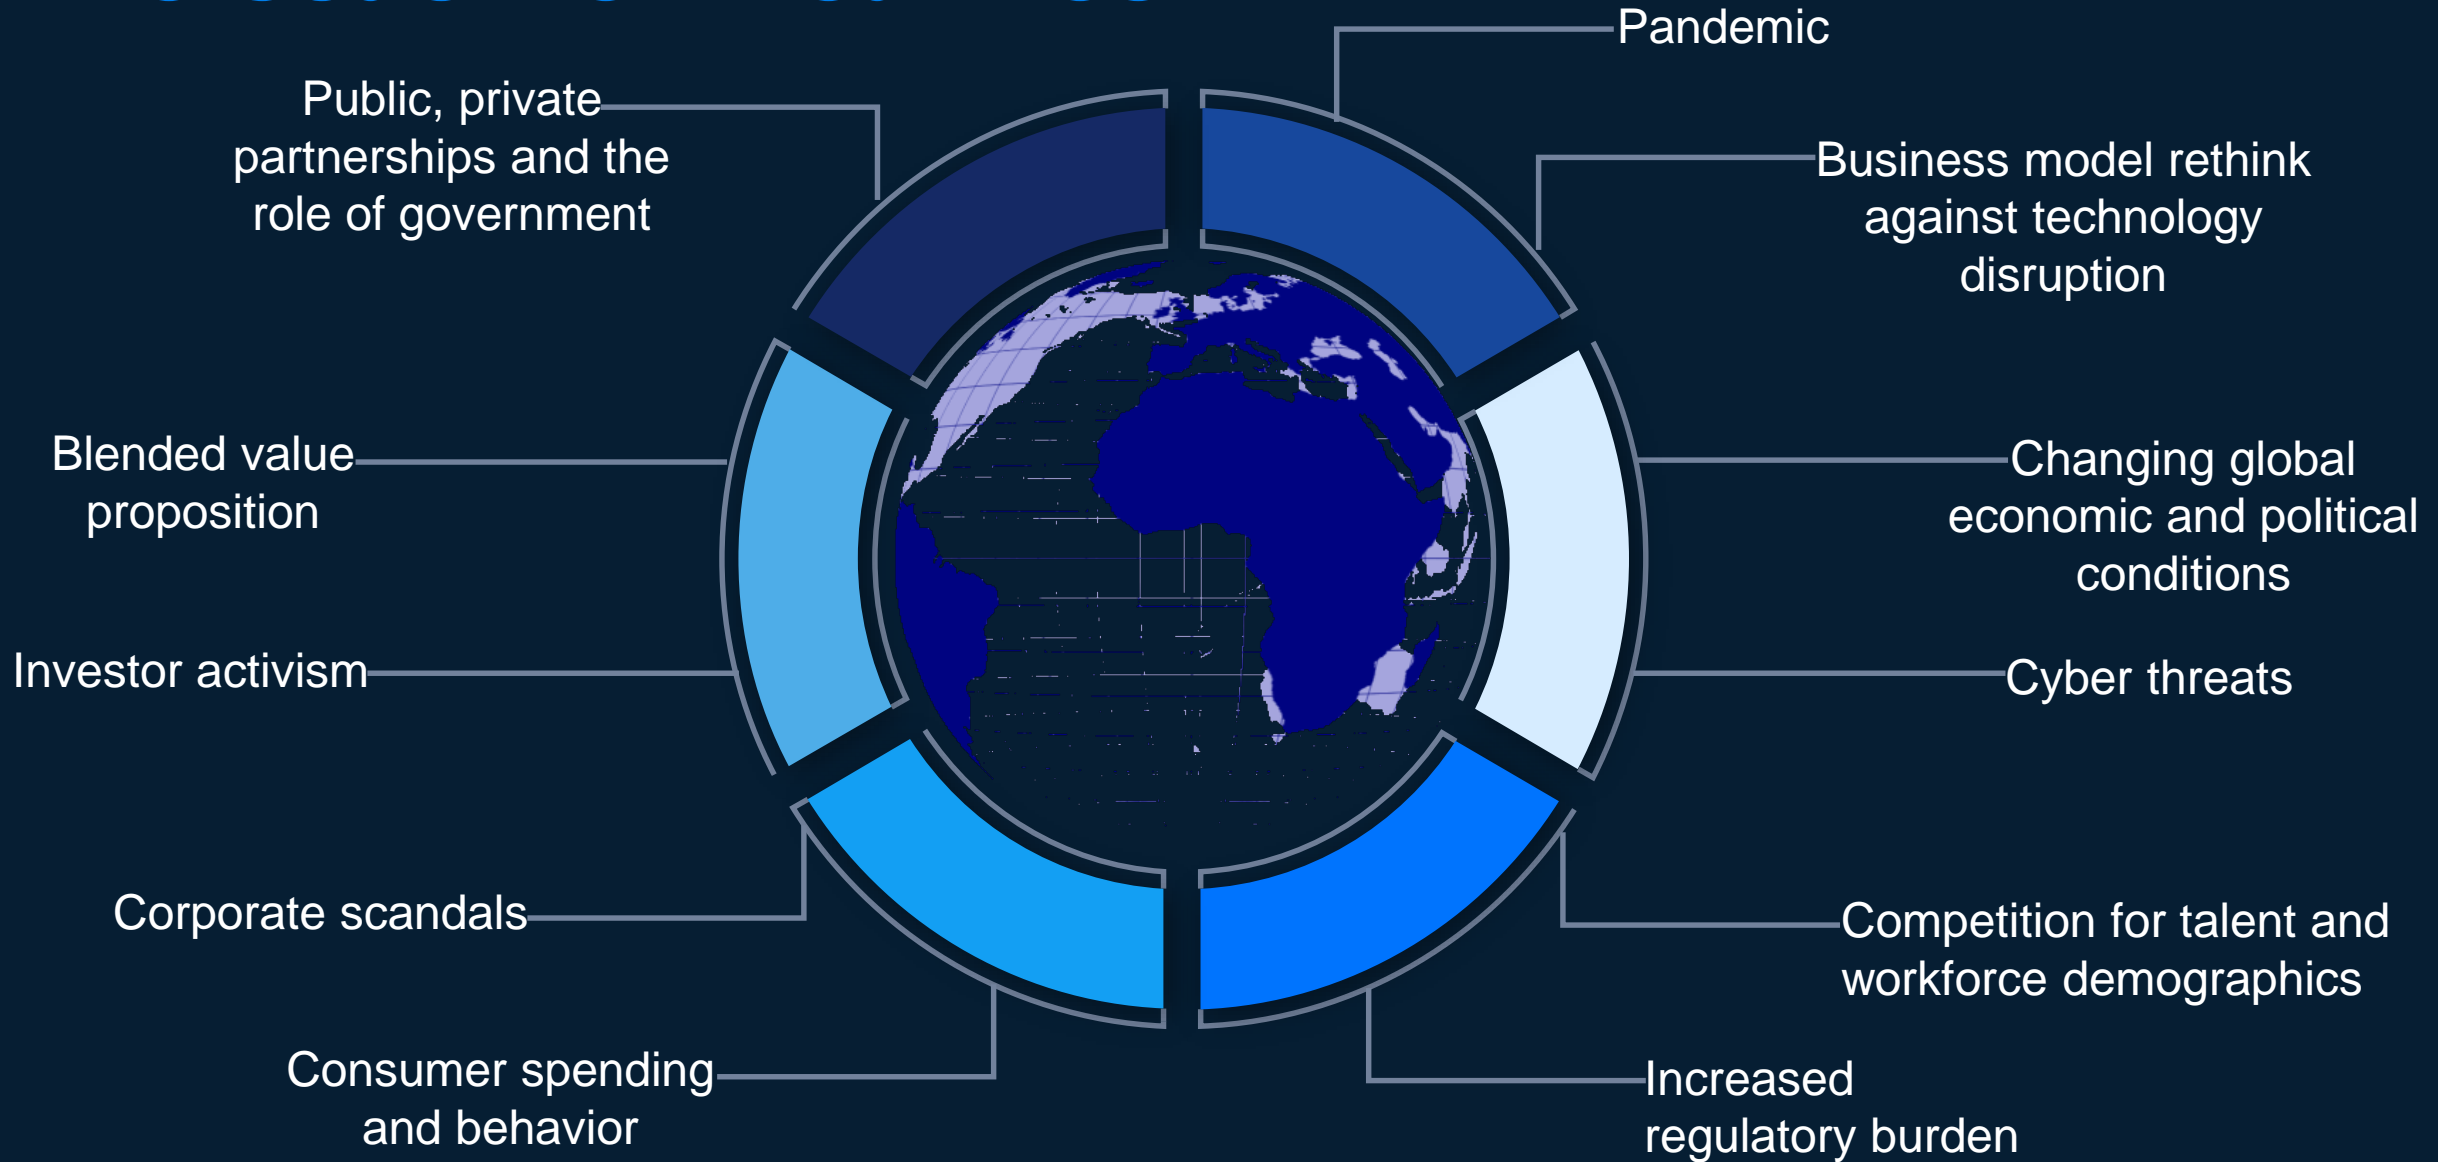 Pandemic
Public, private
partnerships and the
role of government
Business model rethink
against technology
disruption
Blended value
proposition
Changing global
economic and political
conditions
Investor activism
Cyber threats
Corporate scandals
Competition for talent and
workforce demographics
Consumer spending
and behavior
Increased
regulatory burden